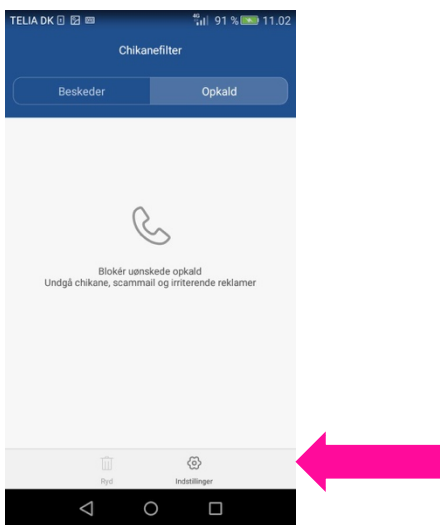 TELIA DK 4G 91 % 11.02
Chikanefilter
Beskeder Opkald
Blokér uønskede opkald
Undgå chikane, scammail og irriterende reklamer
Ryd Indstillinger